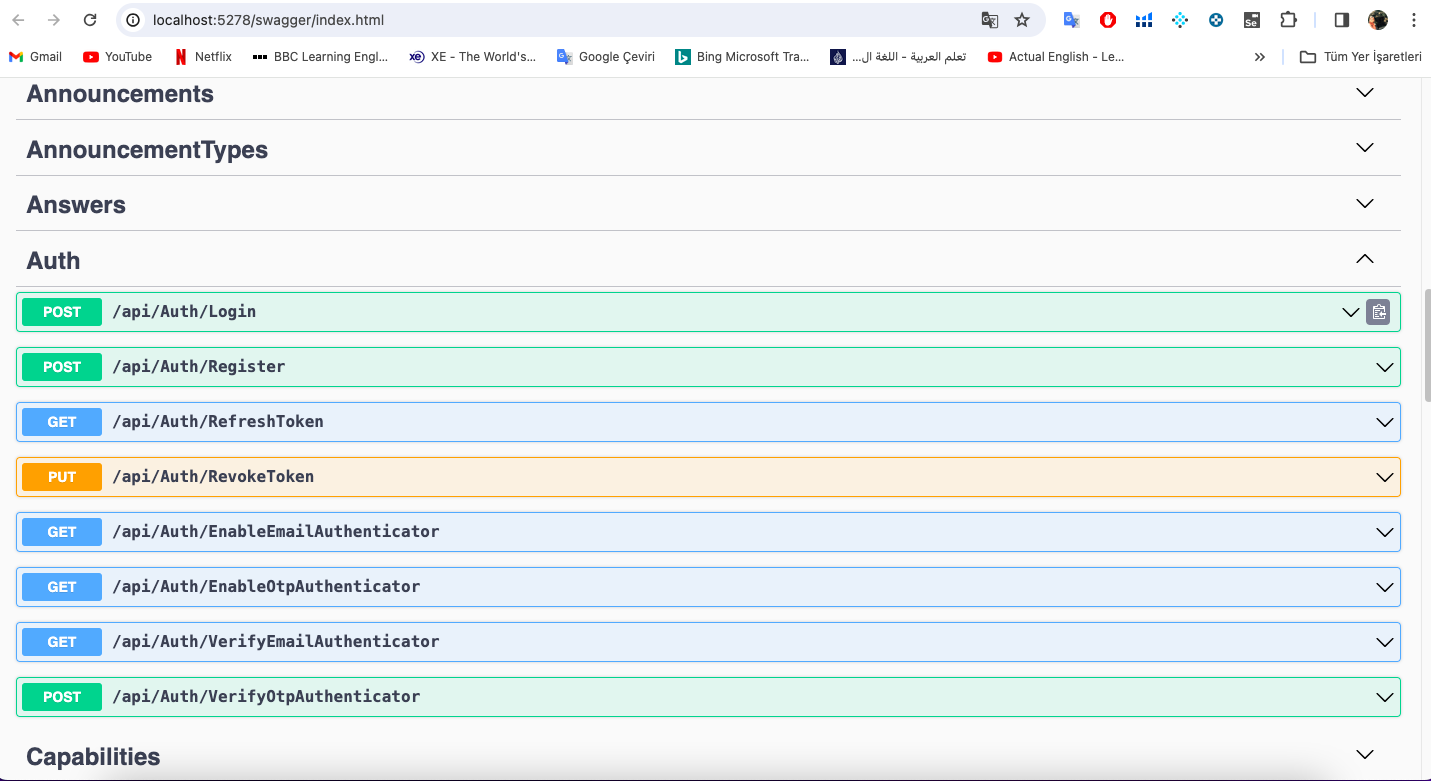 localhost:5278/swagger/index.html
Gmail YouTube Netflix BBC Learning Engl... XE - The World's... Google Çeviri Bing Microsoft Tra... تعلم العربية - اللغة ال... Actual English - Le... » Tüm Yer İşaretleri
Announcements
AnnouncementTypes
Answers
Auth
POST /api/Auth/Login
POST /api/Auth/Register
GET /api/Auth/RefreshToken
PUT /api/Auth/RevokeToken
GET /api/Auth/EnableEmailAuthenticator
GET /api/Auth/EnableOtpAuthenticator
GET /api/Auth/VerifyEmailAuthenticator
POST /api/Auth/VerifyOtpAuthenticator
Capabilities